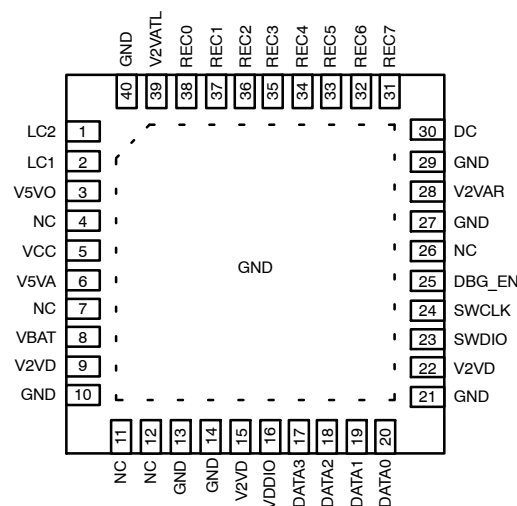 GND
V2VATL
REC0
REC1
REC2
REC3
REC4
REC5
REC6
REC7
40
39
38
37
36
35
34
33
32
31
LC2 1
LC1 2
V5VO 3
NC 4
VCC 5
V5VA 6
NC 7
VBAT 8
V2VD 9
GND 10
GND
30 DC
29 GND
28 V2VAR
27 GND
26 NC
25 DBG_EN
24 SWCLK
23 SWDIO
22 V2VD
21 GND
11
12
13
14
15
16
17
18
19
20
NC
NC
GND
GND
V2VD
VDDIO
DATA3
DATA2
DATA1
DATA0